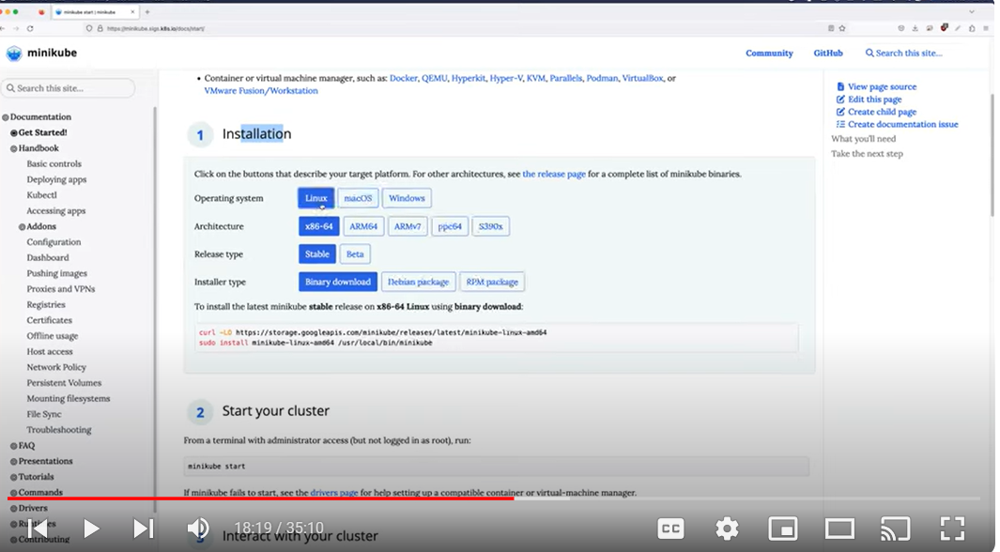 minikube start | minikube
https://minikube.sigs.k8s.io/docs/start/
minikube
Community
GitHub
Search this site...
Search this site...
Documentation
Get Started!
Handbook
Basic controls
Deploying apps
Kubectl
Accessing apps
Addons
Configuration
Dashboard
Pushing images
Proxies and VPNs
Registries
Certificates
Offline usage
Host access
Network Policy
Persistent Volumes
Mounting filesystems
File Sync
Troubleshooting
FAQ
Presentations
Tutorials
Commands
Drivers
Contributing
• Container or virtual machine manager, such as: Docker, QEMU, Hyperkit, Hyper-V, KVM, Parallels, Podman, VirtualBox, or
VMware Fusion/Workstation
1 Installation
Click on the buttons that describe your target platform. For other architectures, see the release page for a complete list of minikube binaries.
Operating system Linux macOS Windows
Architecture x86-64 ARM64 ARMv7 ppc64 S390x
Release type Stable Beta
Installer type Binary download Debian package RPM package
To install the latest minikube stable release on x86-64 Linux using binary download:
curl -LO https://storage.googleapis.com/minikube/releases/latest/minikube-linux-amd64
sudo install minikube-linux-amd64 /usr/local/bin/minikube
2 Start your cluster
From a terminal with administrator access (but not logged in as root), run:
minikube start
If minikube fails to start, see the drivers page for help setting up a compatible container or virtual-machine manager.
3 Interact with your cluster
View page source
Edit this page
Create child page
Create documentation issue
What you'll need
Take the next step
18:19 / 35:10
CC